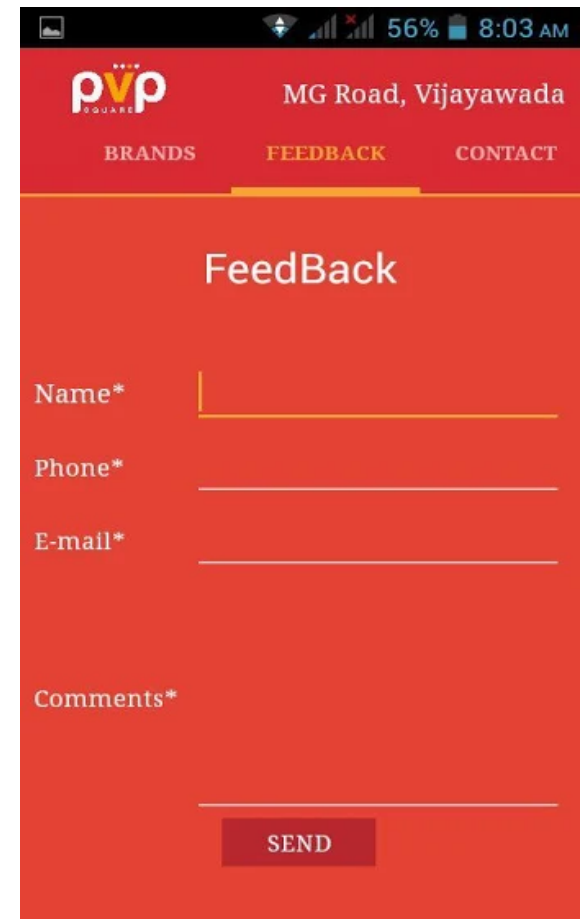 56% 8:03 AM
pvp
SQUARE
MG Road, Vijayawada
BRANDS FEEDBACK CONTACT
FeedBack
Name*
Phone*
E-mail*
Comments*
SEND